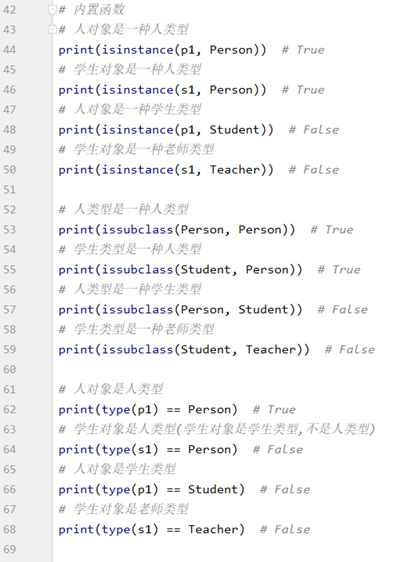 42 # 内置函数
43 # 人对象是一种人类型
44 print(isinstance(p1, Person))  # True
45 # 学生对象是一种人类型
46 print(isinstance(s1, Person))  # True
47 # 人对象是一种学生类型
48 print(isinstance(p1, Student))  # False
49 # 学生对象是一种老师类型
50 print(isinstance(s1, Teacher))  # False
51
52 # 人类型是一种人类型
53 print(issubclass(Person, Person))  # True
54 # 学生类型是一种人类型
55 print(issubclass(Student, Person))  # True
56 # 人类型是一种学生类型
57 print(issubclass(Person, Student))  # False
58 # 学生类型是一种老师类型
59 print(issubclass(Student, Teacher))  # False
60
61 # 人对象是人类型
62 print(type(p1) == Person)  # True
63 # 学生对象是人类型(学生对象是学生类型,不是人类型)
64 print(type(s1) == Person)  # False
65 # 人对象是学生类型
66 print(type(p1) == Student)  # False
67 # 学生对象是老师类型
68 print(type(s1) == Teacher)  # False
69